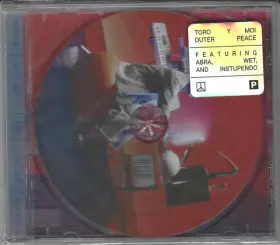 TORO Y MOI
OUTER PEACE
FEATURING
ABRA, WET,
AND INSTUPENDO
P